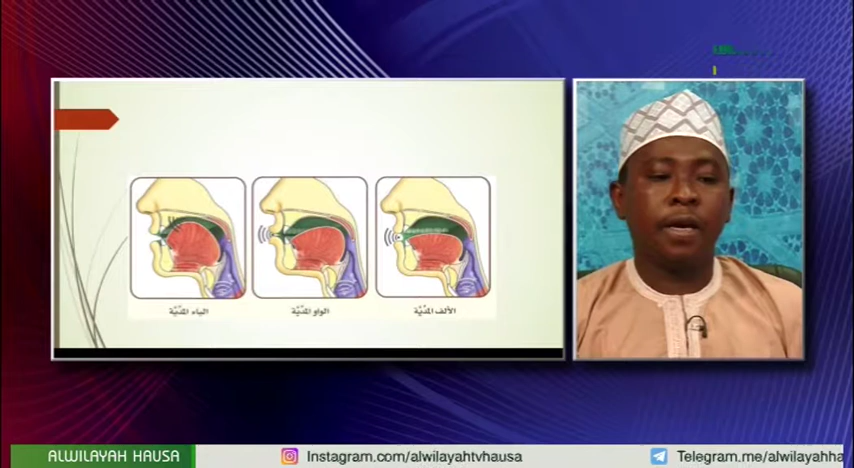 الياء المدّيّة
الواو المدّيّة
الألف المدّيّة
ALWILAYAH HAUSA
Instagram.com/alwilayahtvhausa
Telegram.me/alwilayahha